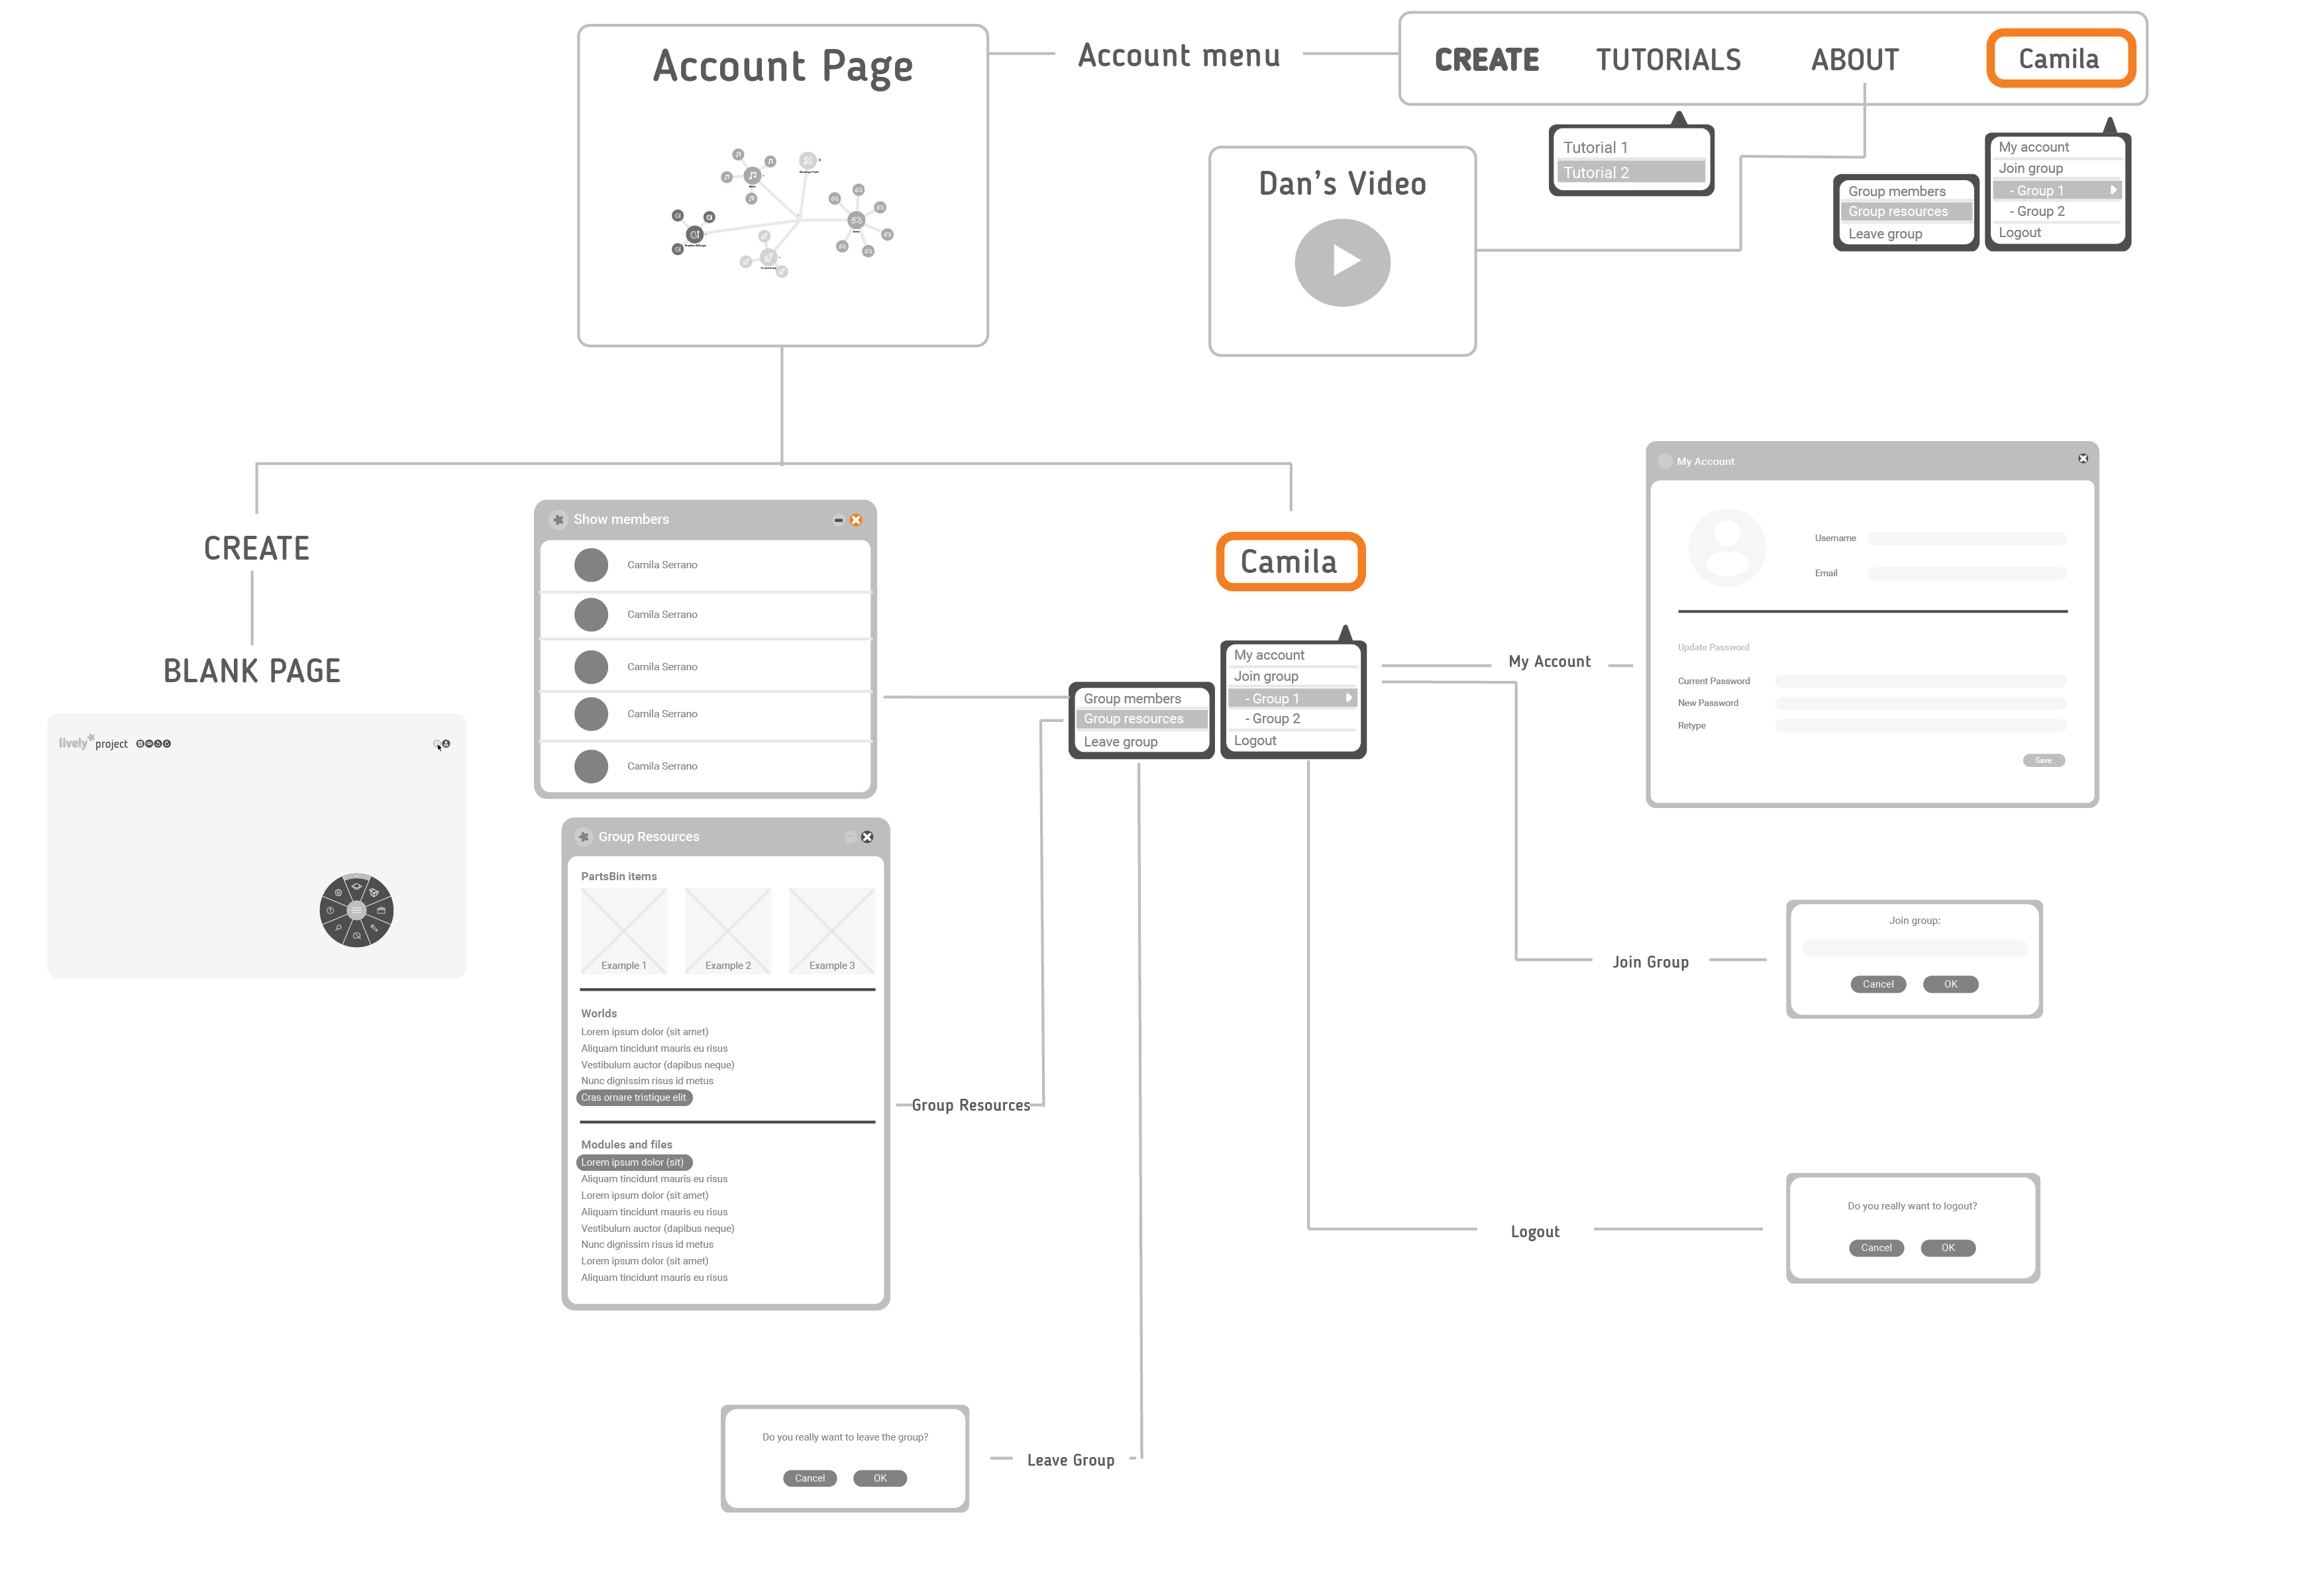 Account Page
Account menu
CREATE
TUTORIALS
ABOUT
Camila
Tutorial 1
Tutorial 2
Dan's Video
Group members
Group resources
Leave group
My account
Join group
- Group 1
- Group 2
Logout
CREATE
BLANK PAGE
lively project
Show members
Camila Serrano
Camila Serrano
Camila Serrano
Camila Serrano
Camila Serrano
Camila
My account
Join group
- Group 1
- Group 2
Logout
Group members
Group resources
Leave group
My Account
My Account
Username
Email
Update Password
Current Password
New Password
Retype
Save
Group Resources
PartsBin items
Example 1
Example 2
Example 3
Worlds
Lorem ipsum dolor (sit amet)
Aliquam tincidunt mauris eu risus
Vestibulum auctor (dapibus neque)
Nunc dignissim risus id metus
Cras ornare tristique elit
Modules and files
Lorem ipsum dolor (sit)
Aliquam tincidunt mauris eu risus
Lorem ipsum dolor (sit amet)
Aliquam tincidunt mauris eu risus
Vestibulum auctor (dapibus neque)
Nunc dignissim risus id metus
Lorem ipsum dolor (sit amet)
Aliquam tincidunt mauris eu risus
Group Resources
Join Group
Join group:
Cancel
OK
Logout
Do you really want to logout?
Cancel
OK
Do you really want to leave the group?
Cancel
OK
Leave Group